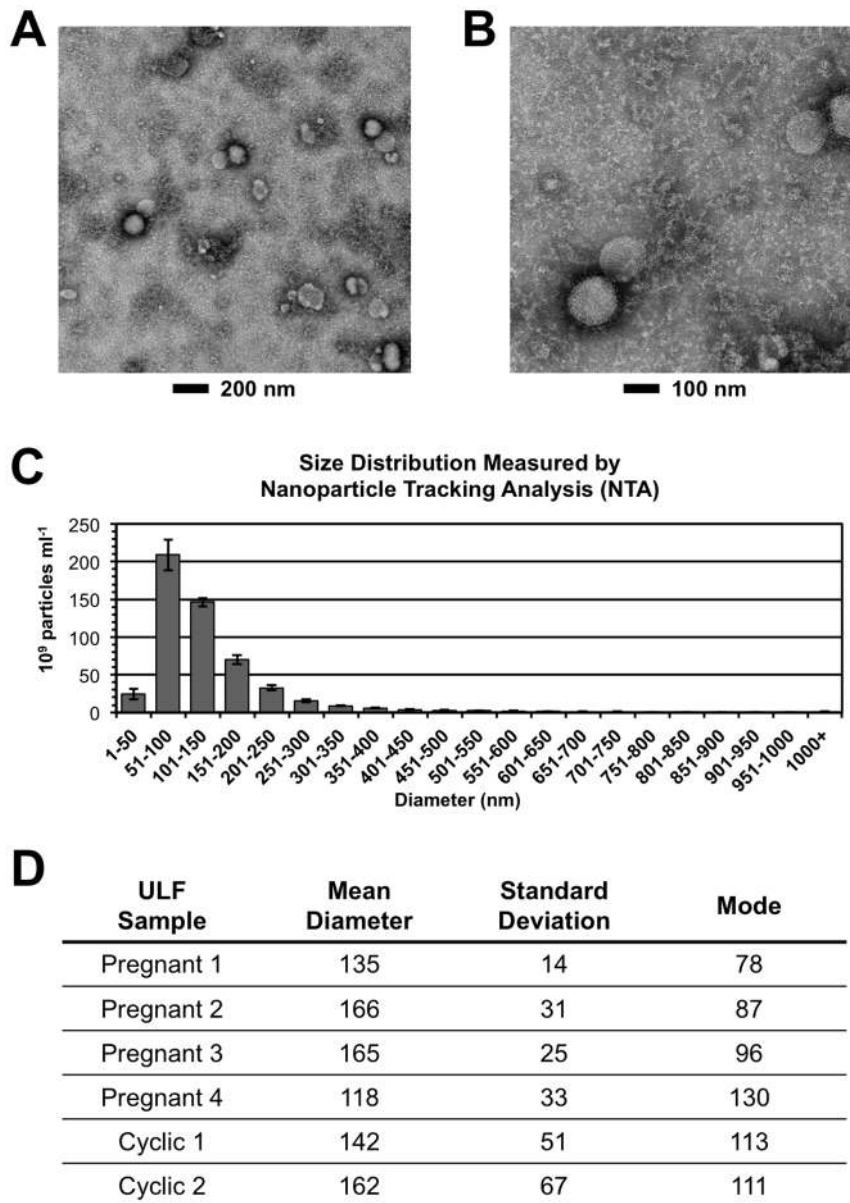 A
B
200 nm
100 nm
C
Size Distribution Measured by
Nanoparticle Tracking Analysis (NTA)
10⁹ particles ml⁻¹
250
200
150
100
50
0
1-50
51-100
101-150
151-200
201-250
251-300
301-350
351-400
401-450
451-500
501-550
551-600
601-650
651-700
701-750
751-800
801-850
851-900
901-950
951-1000
1000+
Diameter (nm)
D
ULF Sample Mean Diameter Standard Deviation Mode
Pregnant 1 135 14 78
Pregnant 2 166 31 87
Pregnant 3 165 25 96
Pregnant 4 118 33 130
Cyclic 1 142 51 113
Cyclic 2 162 67 111